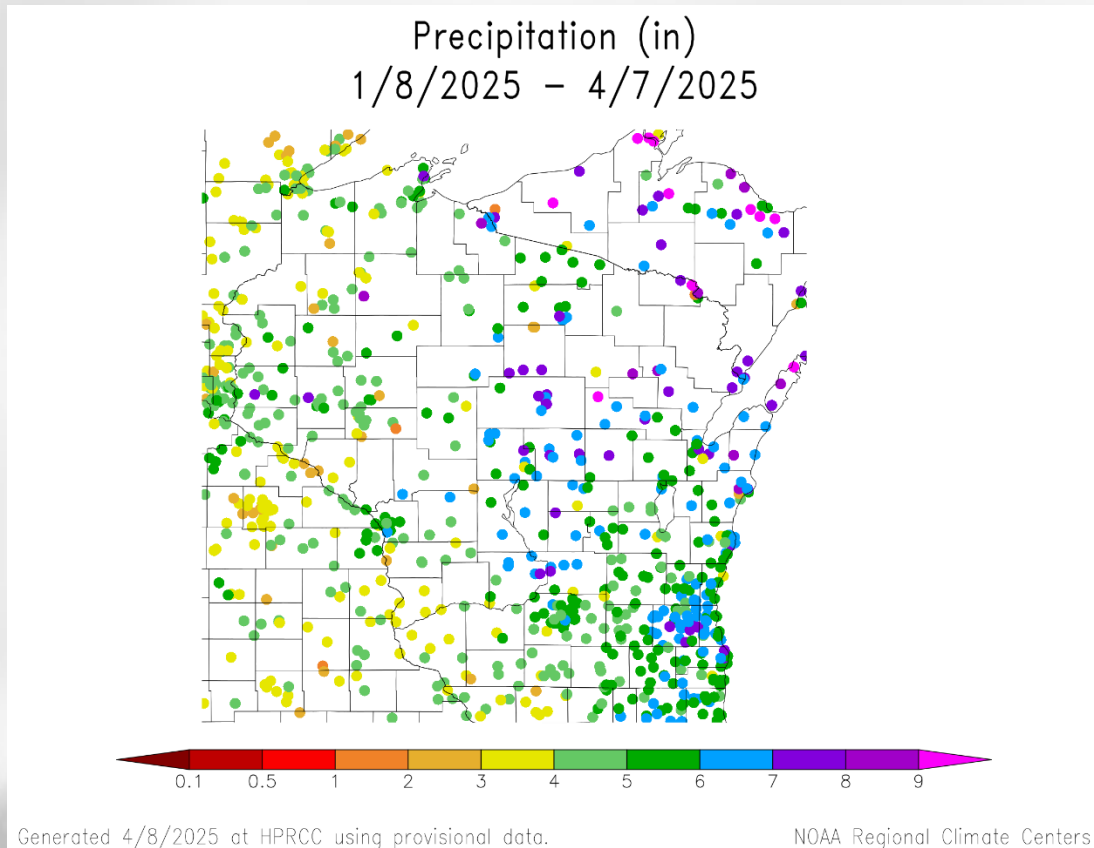 Precipitation (in)
1/8/2025 – 4/7/2025
0.1 0.5 1 2 3 4 5 6 7 8 9
Generated 4/8/2025 at HPRCC using provisional data.
NOAA Regional Climate Centers